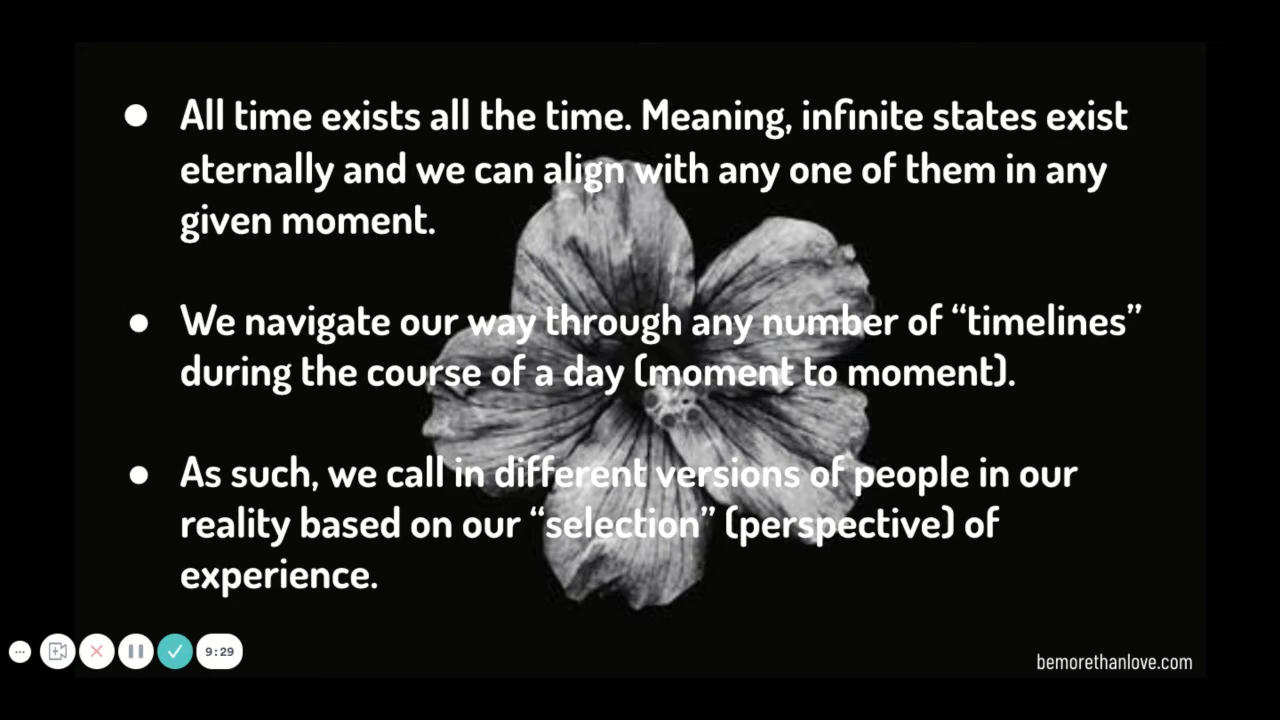 ● All time exists all the time. Meaning, infinite states exist
eternally and we can align with any one of them in any
given moment.
● We navigate our way through any number of “timelines”
during the course of a day (moment to moment).
● As such, we call in different versions of people in our
reality based on our “selection” (perspective) of
experience.
9:29
bemorethanlove.com